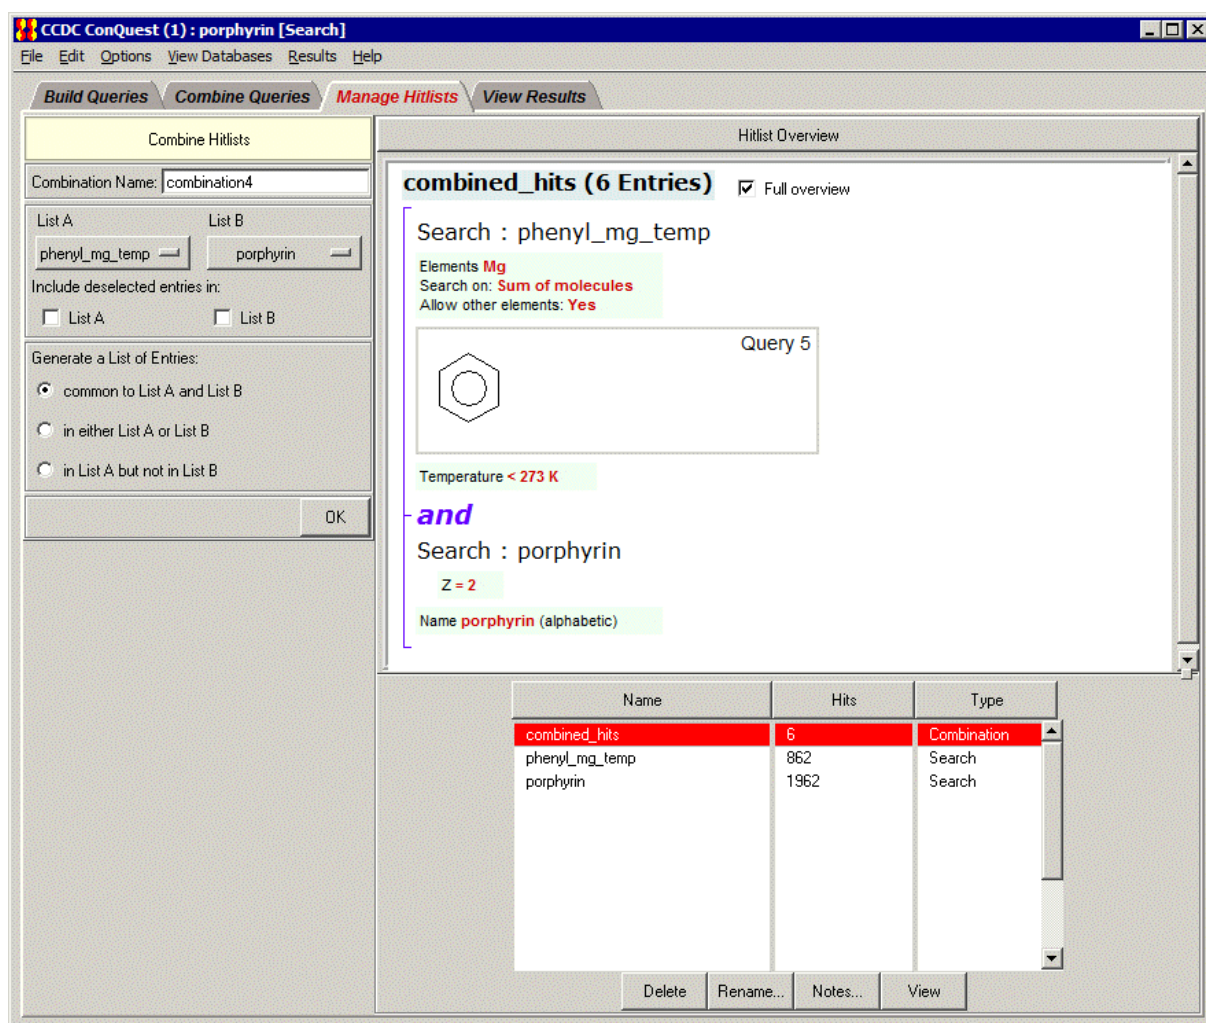 CCDC ConQuest (1) : porphyrin [Search]
File Edit Options View Databases Results Help
Build Queries Combine Queries Manage Hitlists View Results
Combine Hitlists
Combination Name: combination4
List A List B
phenyl_mg_temp porphyrin
Include deselected entries in:
List A List B
Generate a List of Entries:
common to List A and List B
in either List A or List B
in List A but not in List B
OK
Hitlist Overview
combined_hits (6 Entries) Full overview
Search : phenyl_mg_temp
Elements Mg
Search on: Sum of molecules
Allow other elements: Yes
Query 5
Temperature < 273 K
and
Search : porphyrin
Z = 2
Name porphyrin (alphabetic)
Name Hits Type
combined_hits 6 Combination
phenyl_mg_temp 862 Search
porphyrin 1962 Search
Delete Rename... Notes... View